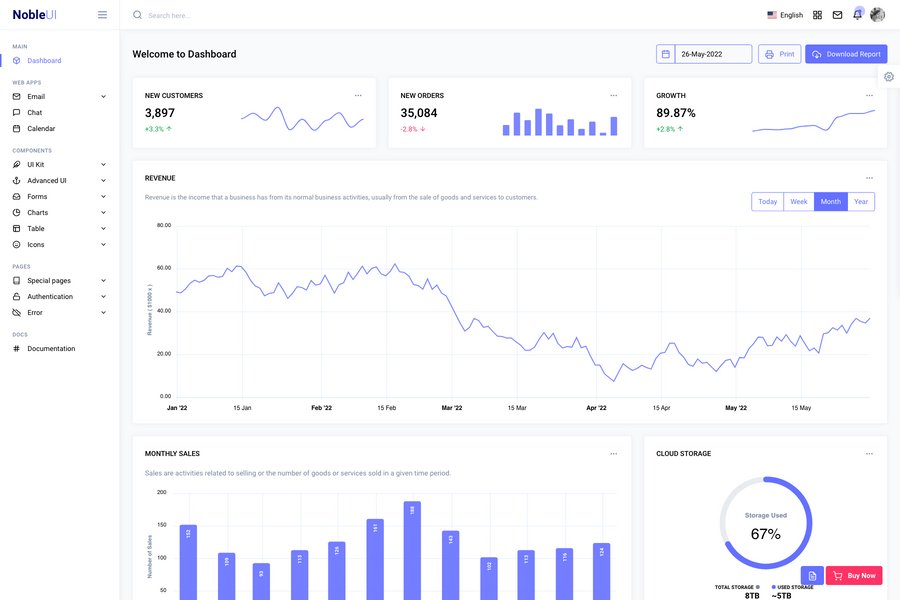 NobleUI
Search here...
English
MAIN
Dashboard
WEB APPS
Email
Chat
Calendar
COMPONENTS
UI Kit
Advanced UI
Forms
Charts
Table
Icons
PAGES
Special pages
Authentication
Error
DOCS
Documentation
Welcome to Dashboard
26-May-2022
Print
Download Report
NEW CUSTOMERS
3,897
+3.3%
NEW ORDERS
35,084
-2.8%
GROWTH
89.87%
+2.8%
REVENUE
Revenue is the income that a business has from its normal business activities, usually from the sale of goods and services to customers.
Today Week Month Year
Revenue ( $1000 x )
80.00
60.00
40.00
20.00
0.00
Jan '22 15 Jan Feb '22 15 Feb Mar '22 15 Mar Apr '22 15 Apr May '22 15 May
MONTHLY SALES
Sales are activities related to selling or the number of goods or services sold in a given time period.
Number of Sales
200
150
100
50
152 109 93 113 126 161 188 143 102 113 116 124
CLOUD STORAGE
Storage Used
67%
TOTAL STORAGE
8TB
USED STORAGE
~5TB
Buy Now